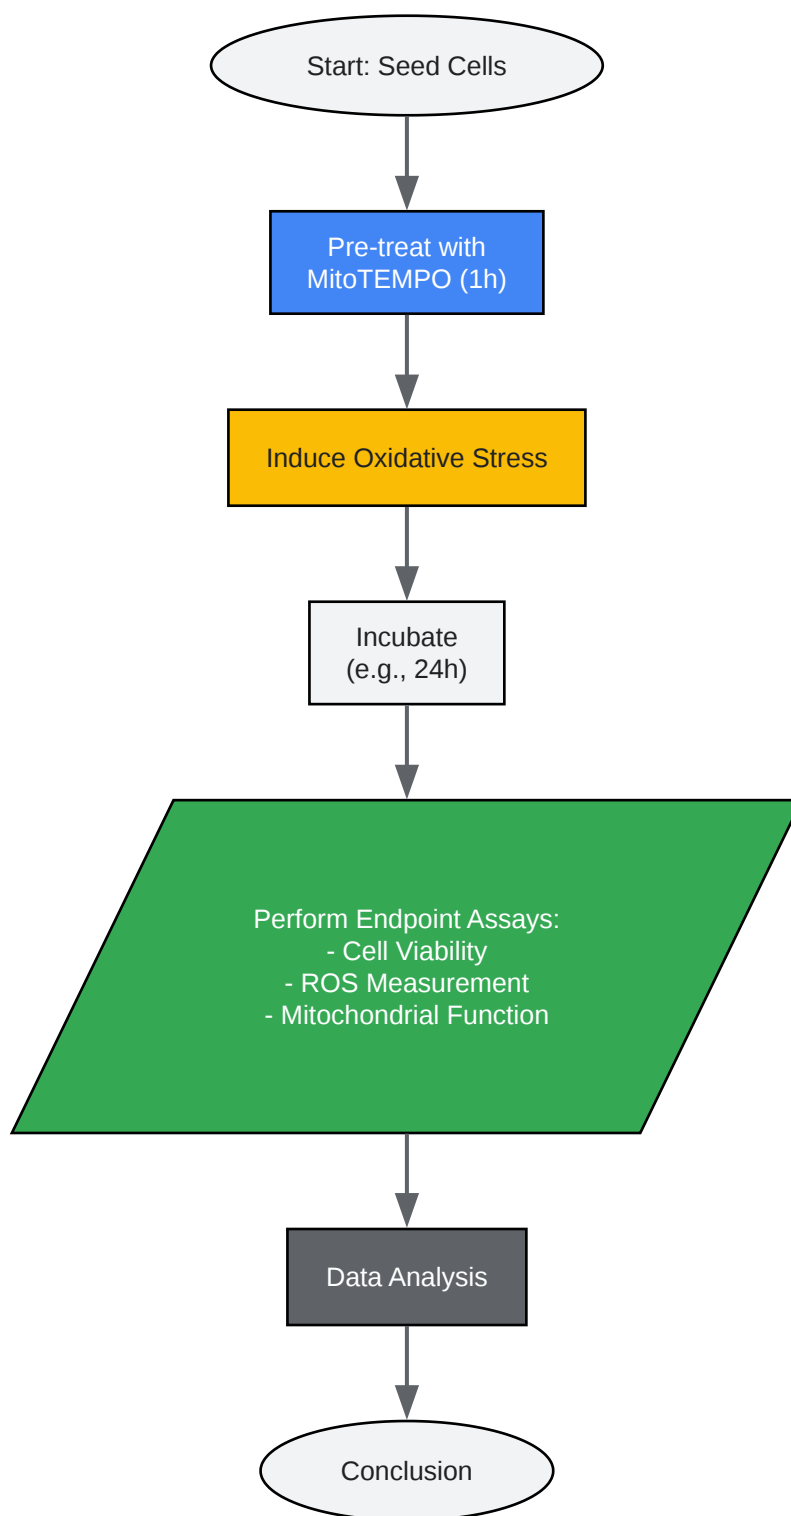 Start: Seed Cells
Pre-treat with
MitoTEMPO (1h)
Induce Oxidative Stress
Incubate
(e.g., 24h)
Perform Endpoint Assays:
- Cell Viability
- ROS Measurement
- Mitochondrial Function
Data Analysis
Conclusion